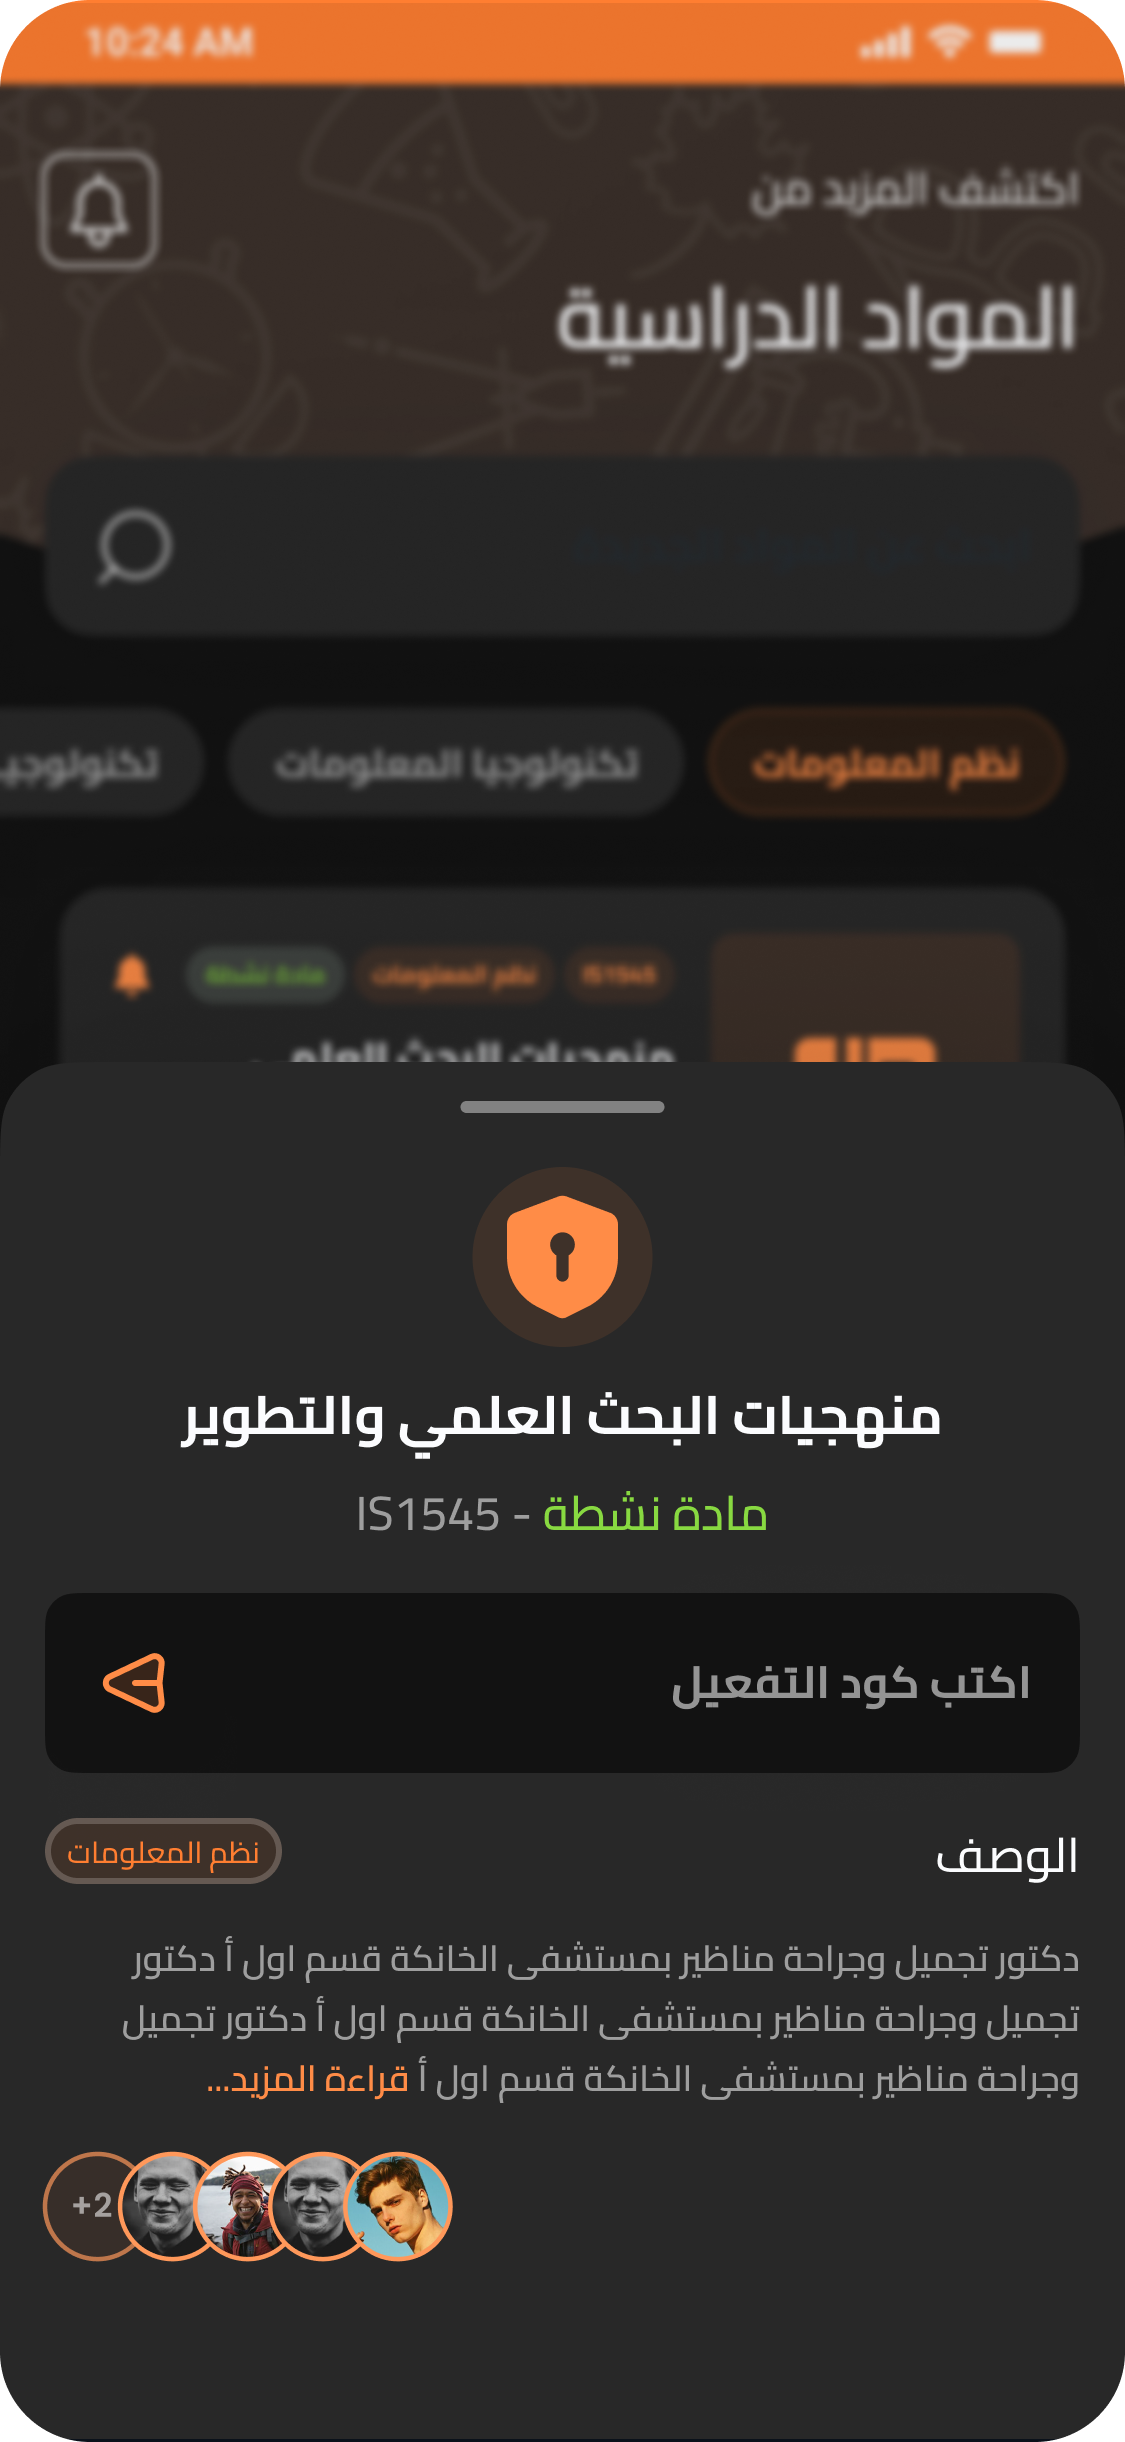 10:24 AM
اكتشف المزيد من
المواد الدراسية
نظم المعلومات
تكنولوجيا المعلومات
تكنولوجيـ
IS1545
نظم المعلومات
مادة نشطة
منهجيات البحث العلمي
منهجيات البحث العلمي والتطوير
مادة نشطة - IS1545
اكتب كود التفعيل
الوصف
نظم المعلومات
دكتور تجميل وجراحة مناظير بمستشفى الخانكة قسم اول أ دكتور
تجميل وجراحة مناظير بمستشفى الخانكة قسم اول أ دكتور تجميل
وجراحة مناظير بمستشفى الخانكة قسم اول أ قراءة المزيد...
+2